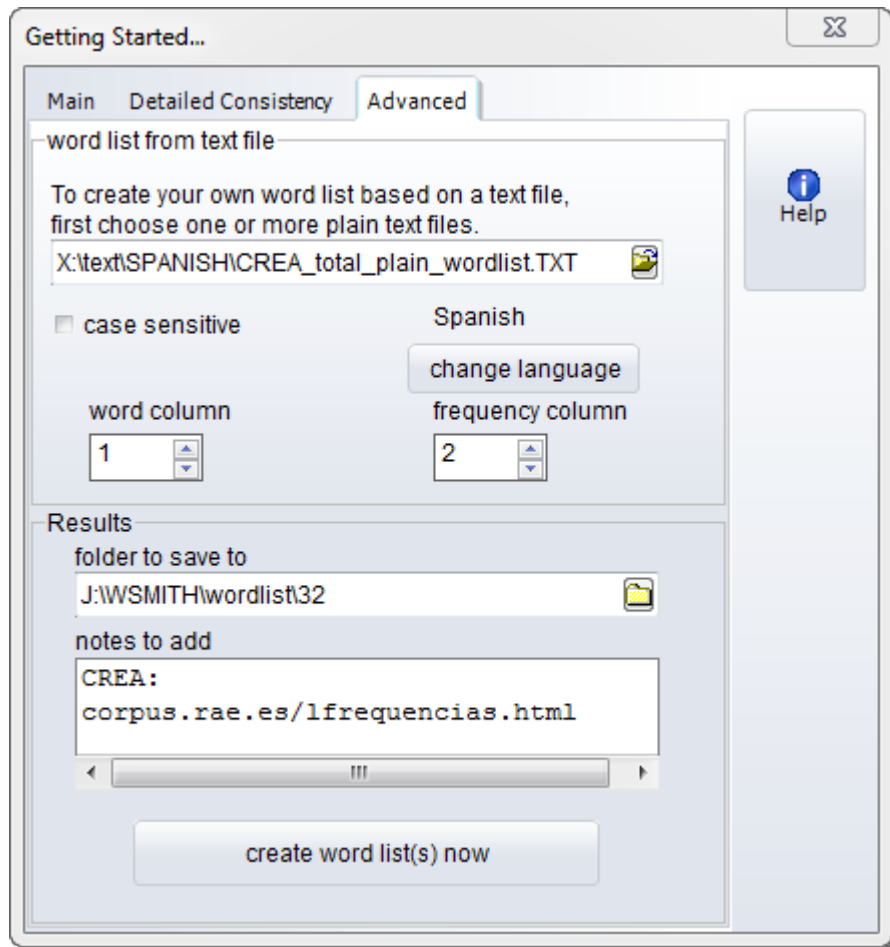 Getting Started...
Main Detailed Consistency Advanced
word list from text file
To create your own word list based on a text file,
first choose one or more plain text files.
X:\text\SPANISH\CREA_total_plain_wordlist.TXT
Help
case sensitive
Spanish
change language
word column frequency column
1 2
Results
folder to save to
J:\WSMITH\wordlist\32
notes to add
CREA:
corpus.rae.es/lfrequencias.html
create word list(s) now